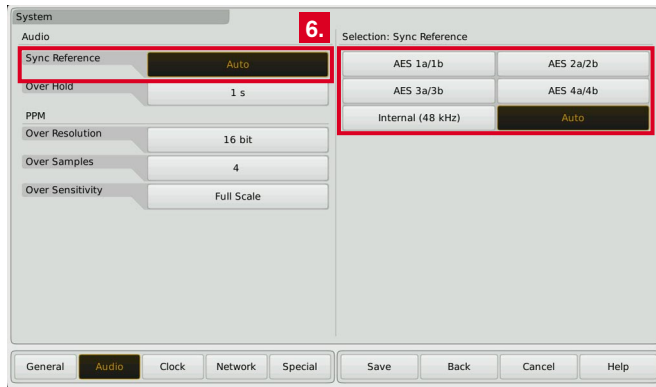 System
6.
Audio
Sync Reference
Auto
Over Hold
1 s
PPM
Over Resolution
16 bit
Over Samples
4
Over Sensitivity
Full Scale
Selection: Sync Reference
AES 1a/1b AES 2a/2b
AES 3a/3b AES 4a/4b
Internal (48 kHz) Auto
General Audio Clock Network Special Save Back Cancel Help